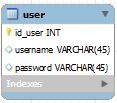 user
id_user INT
username VARCHAR(45)
password VARCHAR(45)
Indexes